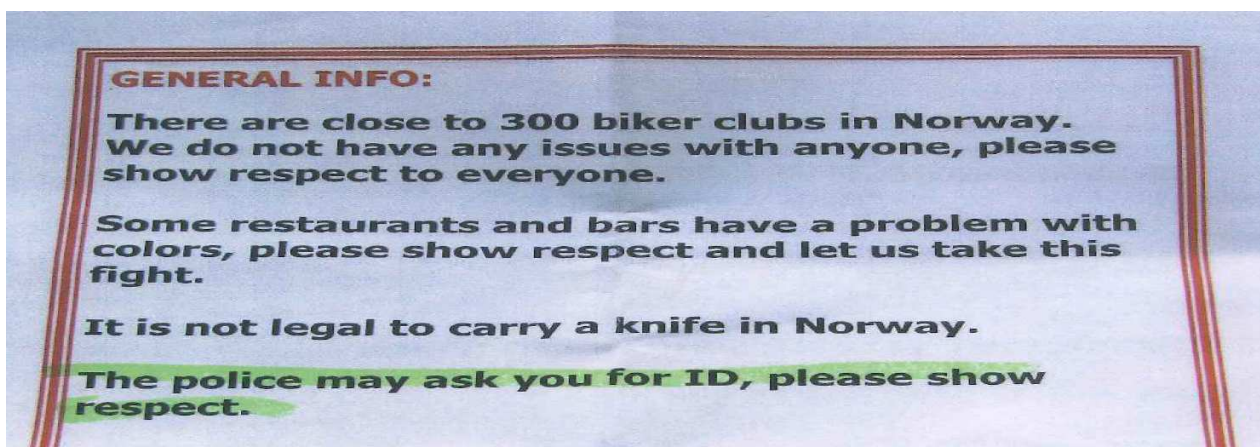 GENERAL INFO:
There are close to 300 biker clubs in Norway.
We do not have any issues with anyone, please
show respect to everyone.
Some restaurants and bars have a problem with
colors, please show respect and let us take this
fight.
It is not legal to carry a knife in Norway.
The police may ask you for ID, please show
respect.